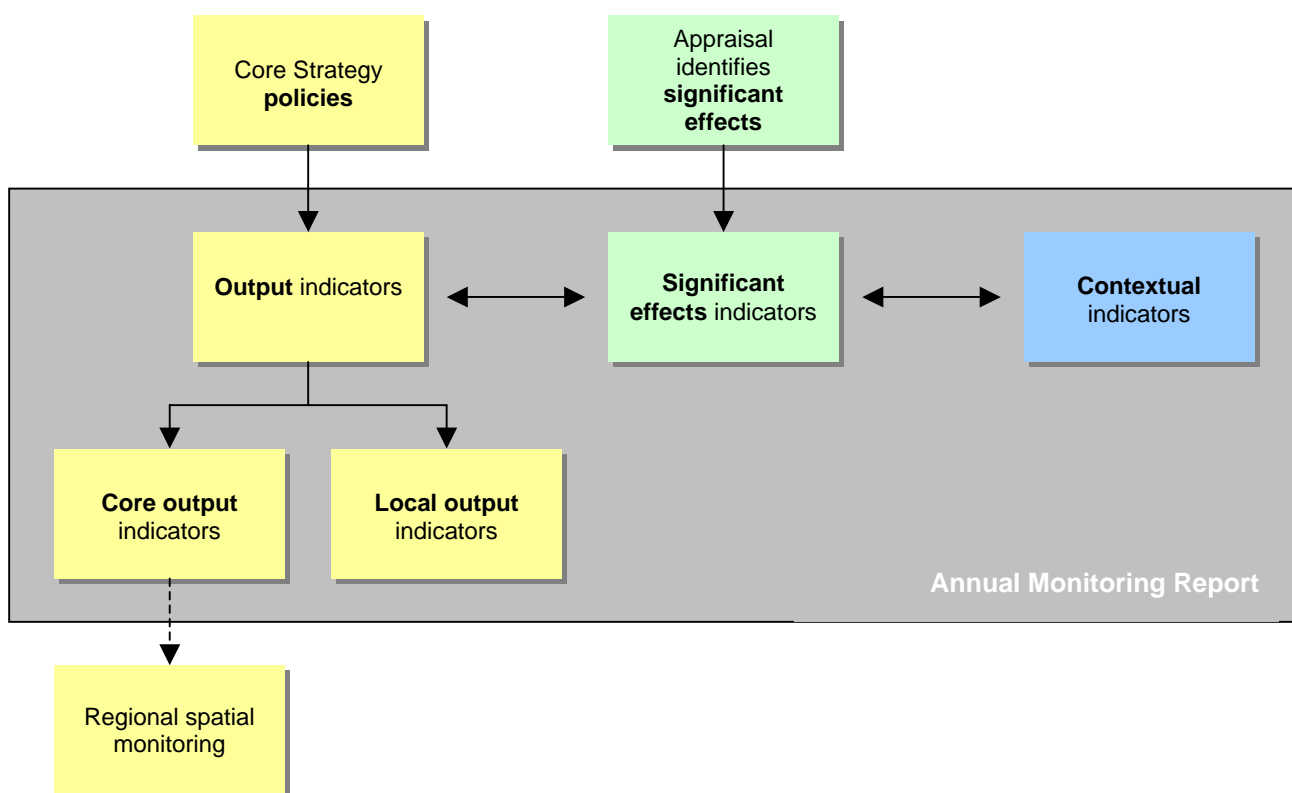 Core Strategy
policies
Appraisal
identifies
significant
effects
Output indicators
Significant
effects indicators
Contextual
indicators
Core output
indicators
Local output
indicators
Annual Monitoring Report
Regional spatial
monitoring